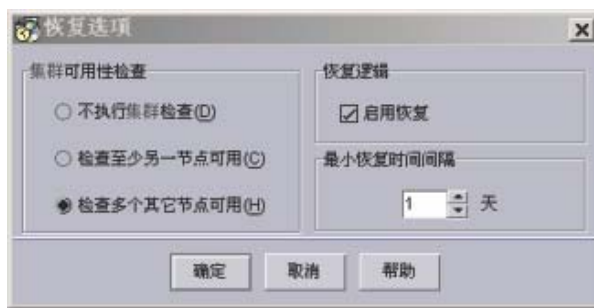 恢复选项
集群可用性检查
不执行集群检查(D)
检查至少另一节点可用(C)
检查多个其它节点可用(H)
恢复逻辑
启用恢复
最小恢复时间间隔
1 天
确定 取消 帮助